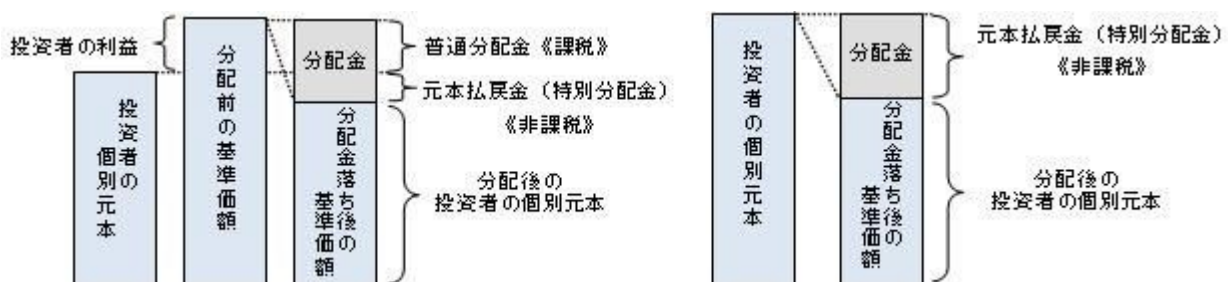 投資者の利益
投資者の
個別元本
分配前の基準価額
分配金
分配金落ち後の
基準価額
普通分配金《課税》
元本払戻金（特別分配金）
《非課税》
分配後の
投資者の個別元本
投資者の個別元本
分配金
分配金落ち後の
基準価額
元本払戻金（特別分配金）
《非課税》
分配後の
投資者の個別元本